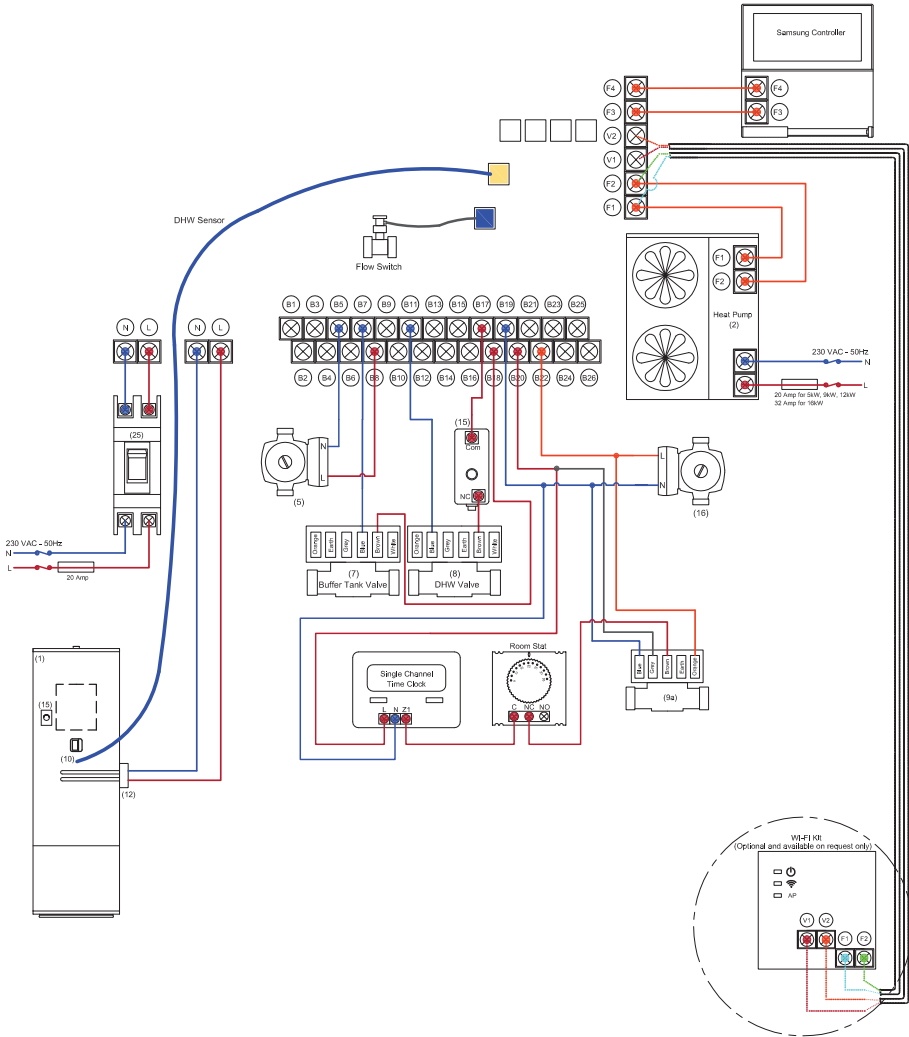 Samsung Controller
F4
F4
F3
F3
V2
V1
F2
F1
DHW Sensor
Flow Switch
F1
F2
Heat Pump
(2)
230 VAC - 50Hz
N
L
20 Amp for 5kW, 9kW, 12kW
32 Amp for 16kW
B1 B3 B5 B7 B9 B11 B13 B15 B17 B19 B21 B23 B25
B2 B4 B6 B8 B10 B12 B14 B16 B18 B20 B22 B24 B26
N L N L
(25)
(15)
Com
NC
N
L
(5)
L
N
(16)
230 VAC - 50Hz
N
L
20 Amp
Orange Earth Grey Blue Brown White
(7)
Buffer Tank Valve
Orange Blue Grey Earth Brown White
(8)
DHW Valve
Room Stat
C NC NO
Single Channel
Time Clock
L N Z1
Blue Grey Brown Earth Orange
(9a)
(1)
(15)
(10)
(12)
Wi-Fi Kit
(Optional and available on request only)
AP
V1 V2
F1 F2